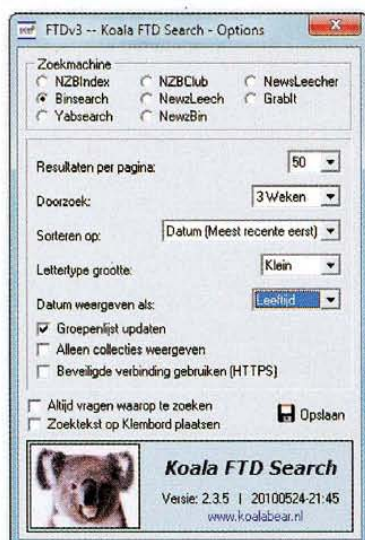 FTDv3 -- Koala FTD Search - Options
Zoekmachine
NZBIndex NZBClub NewsLeecher
Binsearch NewzLeech GrabIt
Yabsearch NewzBin
Resultaten per pagina: 50
Doorzoek: 3 Weken
Sorteren op: Datum (Meest recente eerst)
Lettertype grootte: Klein
Datum weergeven als: Leeftijd
Groepenlijst updaten
Alleen collecties weergeven
Beveiligde verbinding gebruiken (HTTPS)
Altijd vragen waarop te zoeken
Zoektekst op Klembord plaatsen
Opslaan
Koala FTD Search
Versie: 2.3.5 | 20100524-21:45
www.koalabear.nl